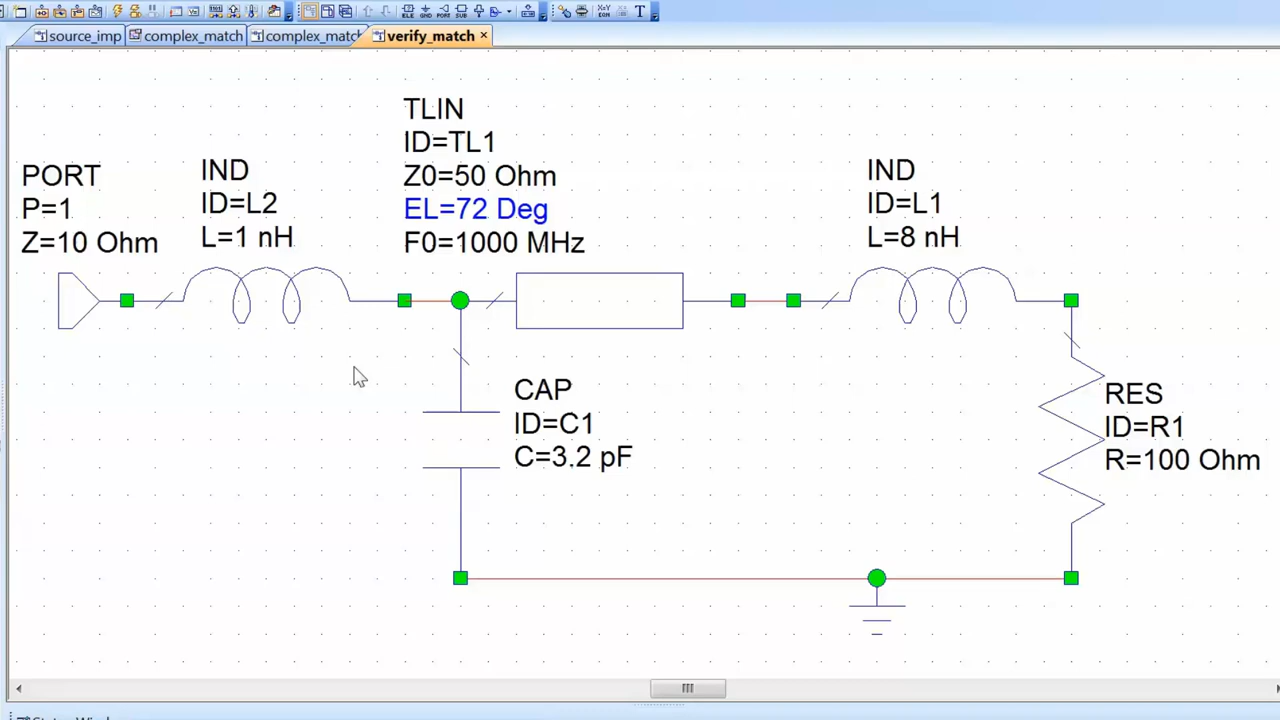 source_imp
complex_match
complex_matc
verify_match
TLIN
ID=TL1
Z0=50 Ohm
EL=72 Deg
F0=1000 MHz
PORT
P=1
Z=10 Ohm
IND
ID=L2
L=1 nH
IND
ID=L1
L=8 nH
CAP
ID=C1
C=3.2 pF
RES
ID=R1
R=100 Ohm